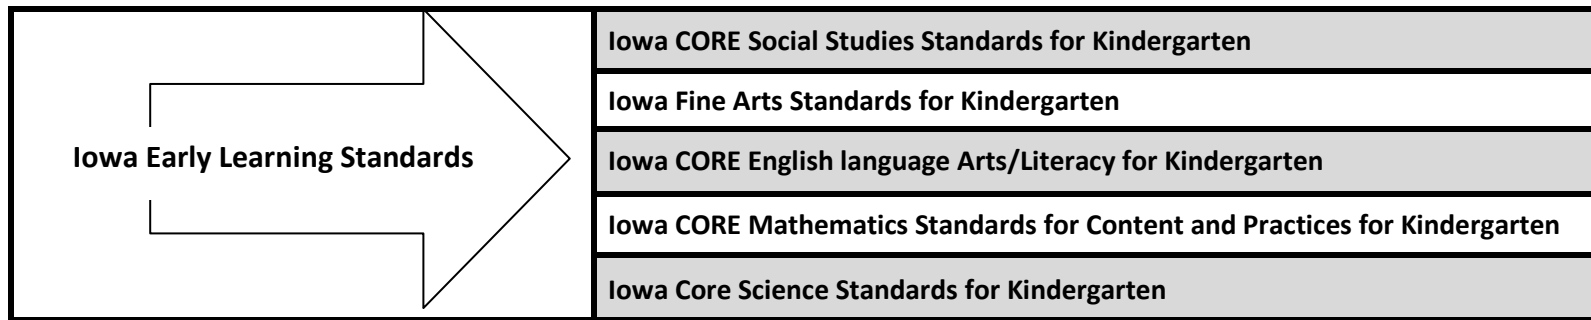 Iowa Early Learning Standards
Iowa CORE Social Studies Standards for Kindergarten
Iowa Fine Arts Standards for Kindergarten
Iowa CORE English language Arts/Literacy for Kindergarten
Iowa CORE Mathematics Standards for Content and Practices for Kindergarten
Iowa Core Science Standards for Kindergarten